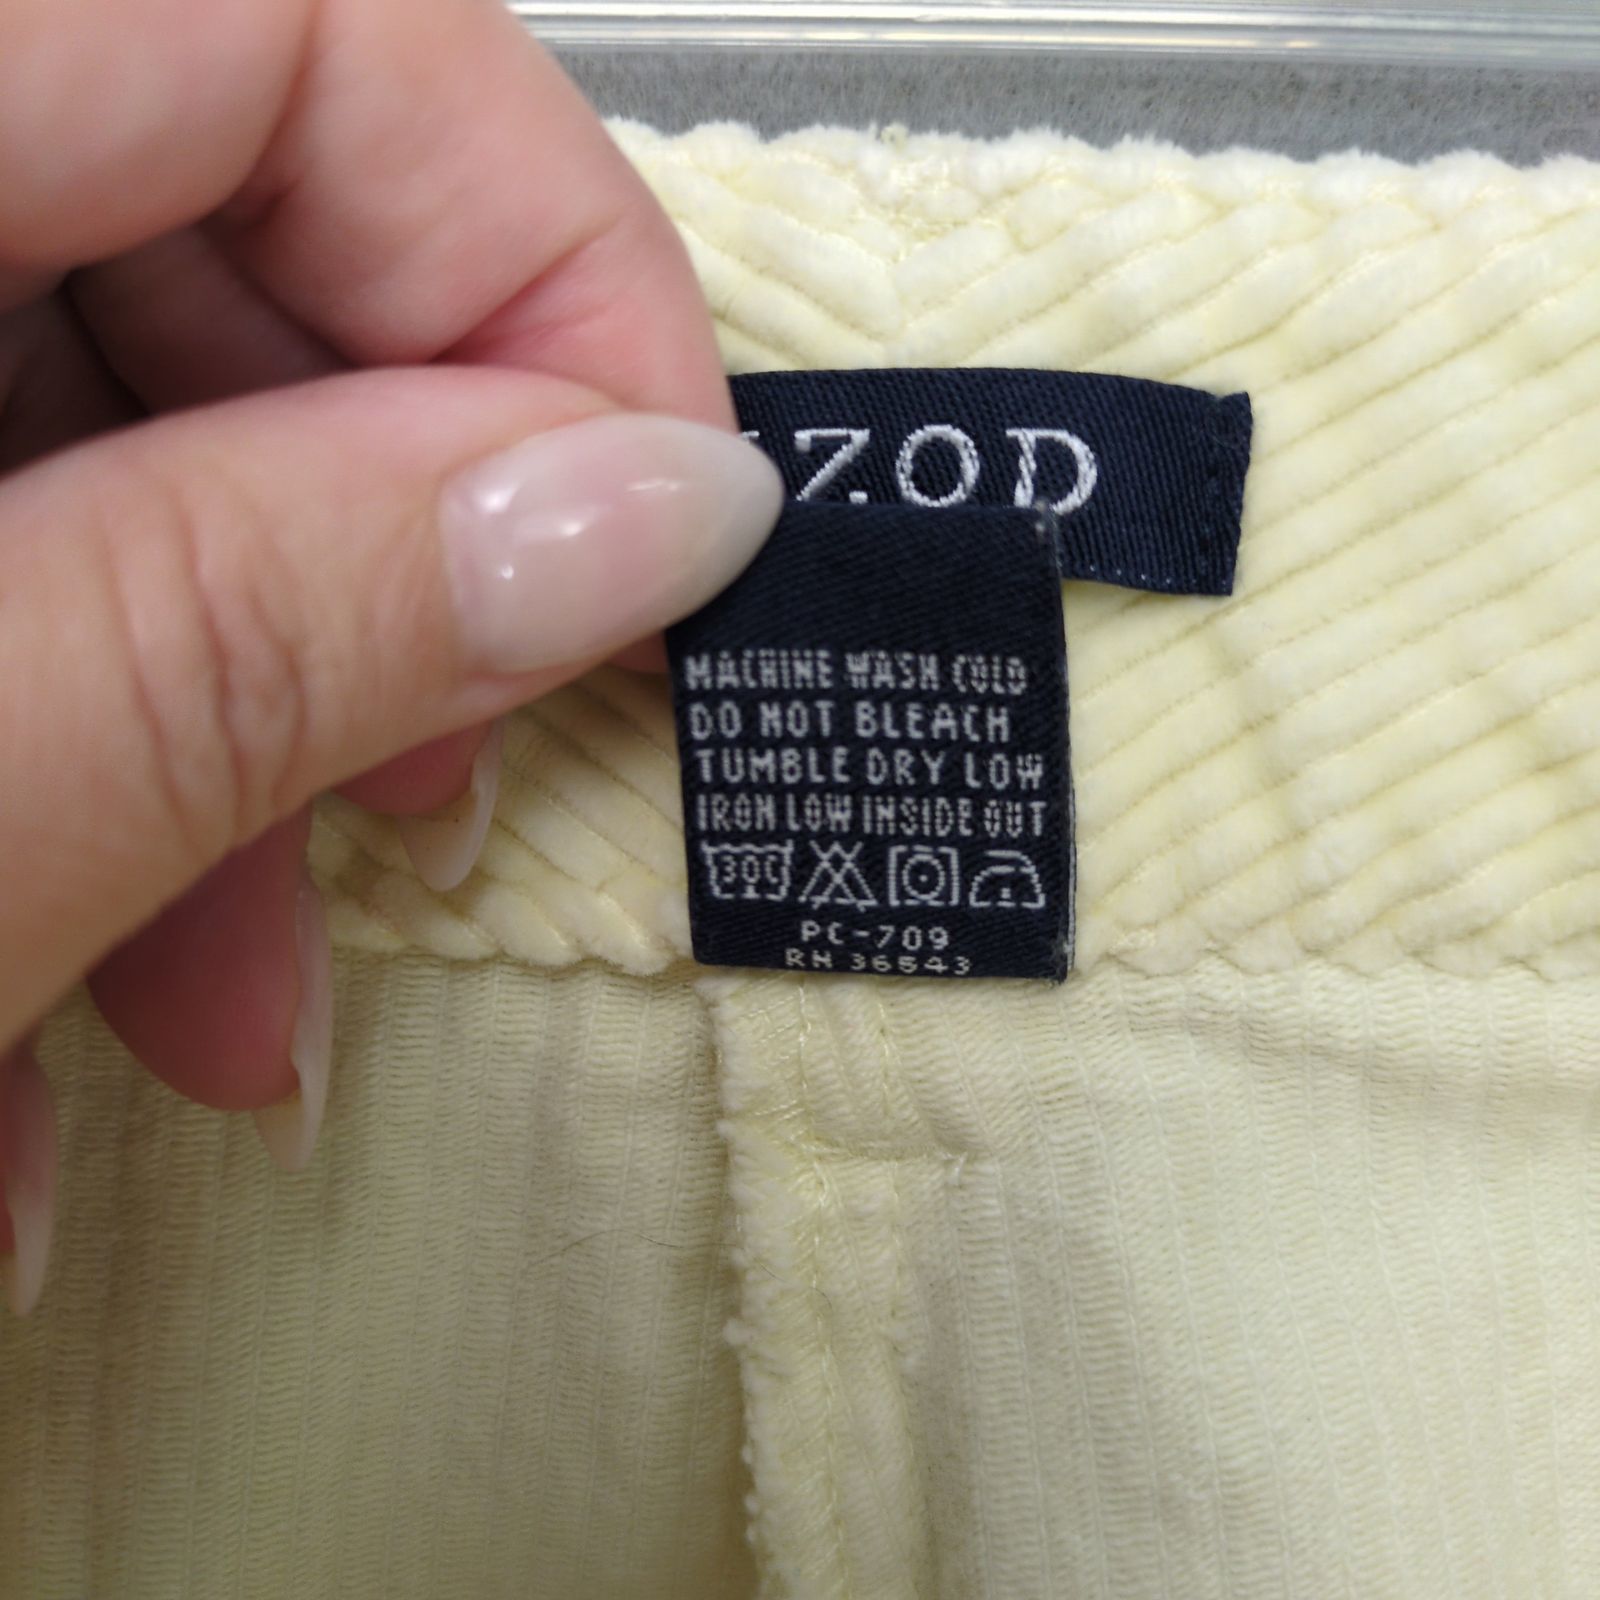 IZOD
MACHINE WASH COLD
DO NOT BLEACH
TUMBLE DRY LOW
IRON LOW INSIDE OUT
30C
PC-709
RN 36543